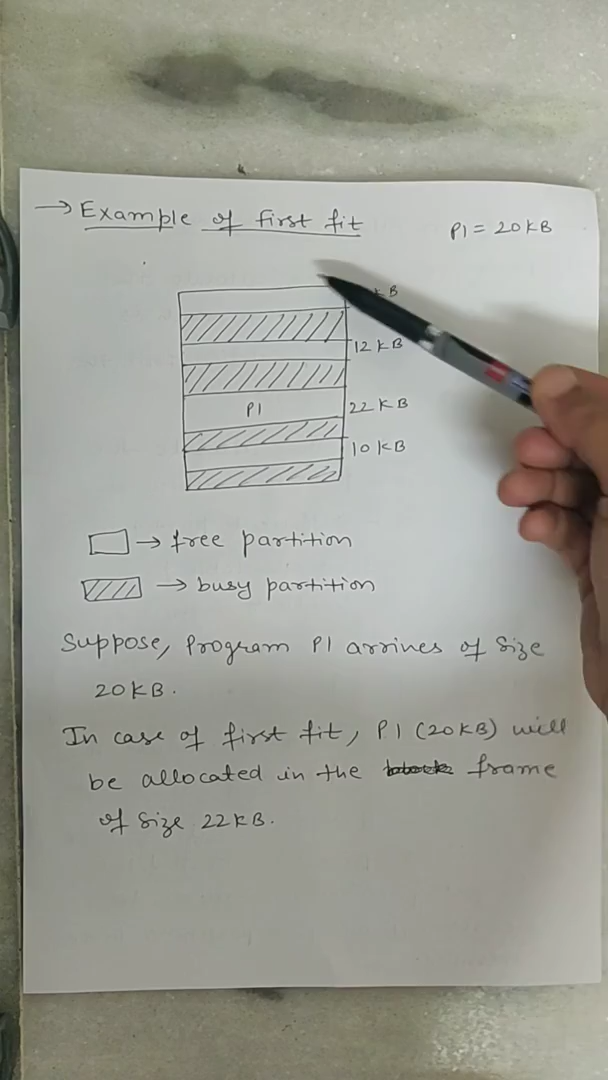 → Example of first fit
P1 = 20KB
KB
12 KB
22 KB
P1
10 KB
→ free partition
→ busy partition
Suppose, Program P1 arrines of size
20KB.
In case of first fit, P1 (20KB) will
be allocated in the frame
of size 22KB.